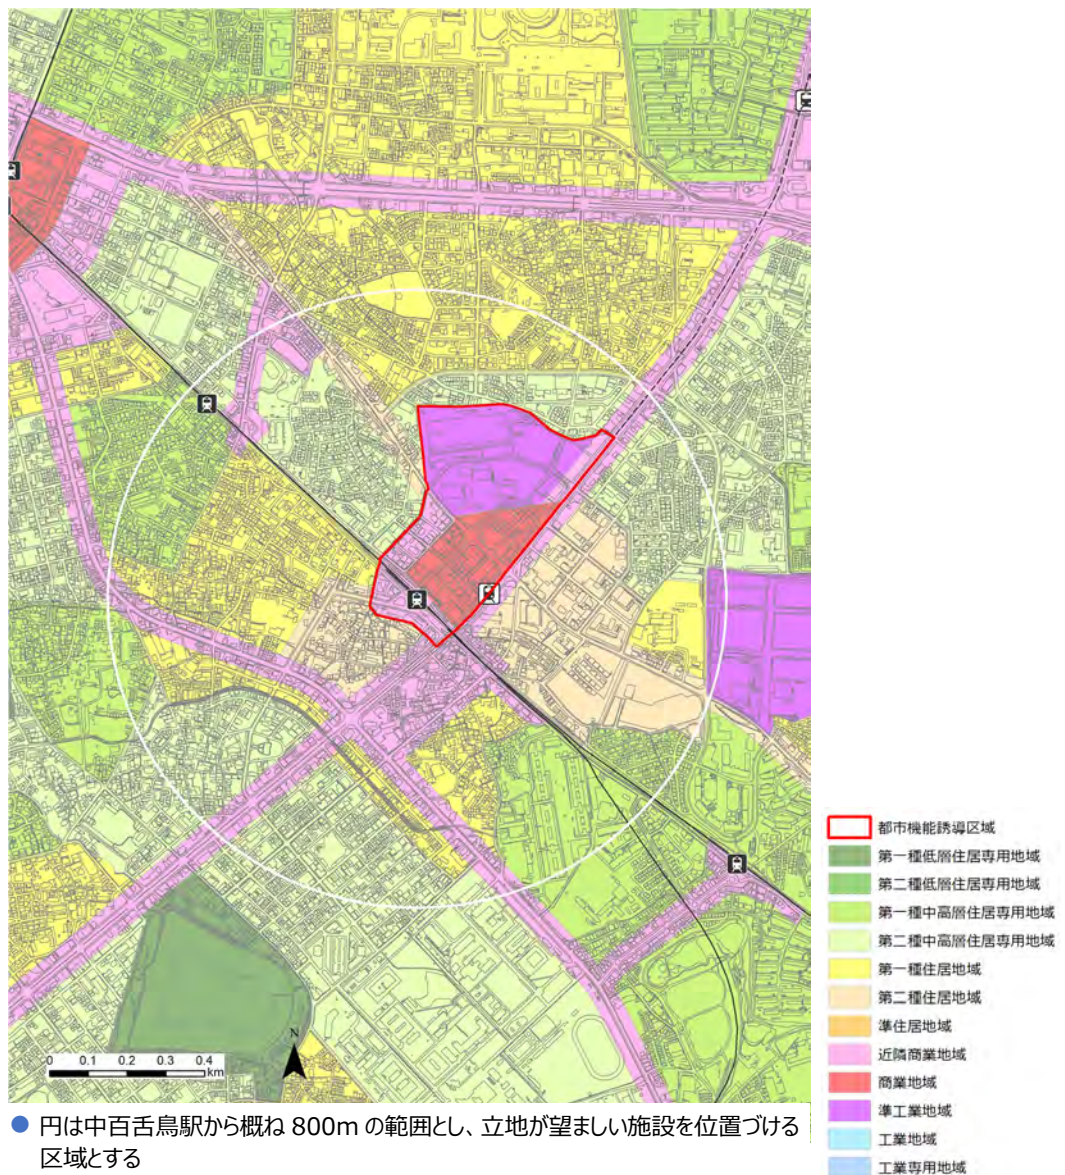 都市機能誘導区域
第一種低層住居専用地域
第二種低層住居専用地域
第一種中高層住居専用地域
第二種中高層住居専用地域
第一種住居地域
第二種住居地域
準住居地域
近隣商業地域
商業地域
準工業地域
工業地域
工業専用地域
0 0.1 0.2 0.3 0.4
km
N
● 円は中百舌鳥駅から概ね 800m の範囲とし、立地が望ましい施設を位置づける
区域とする